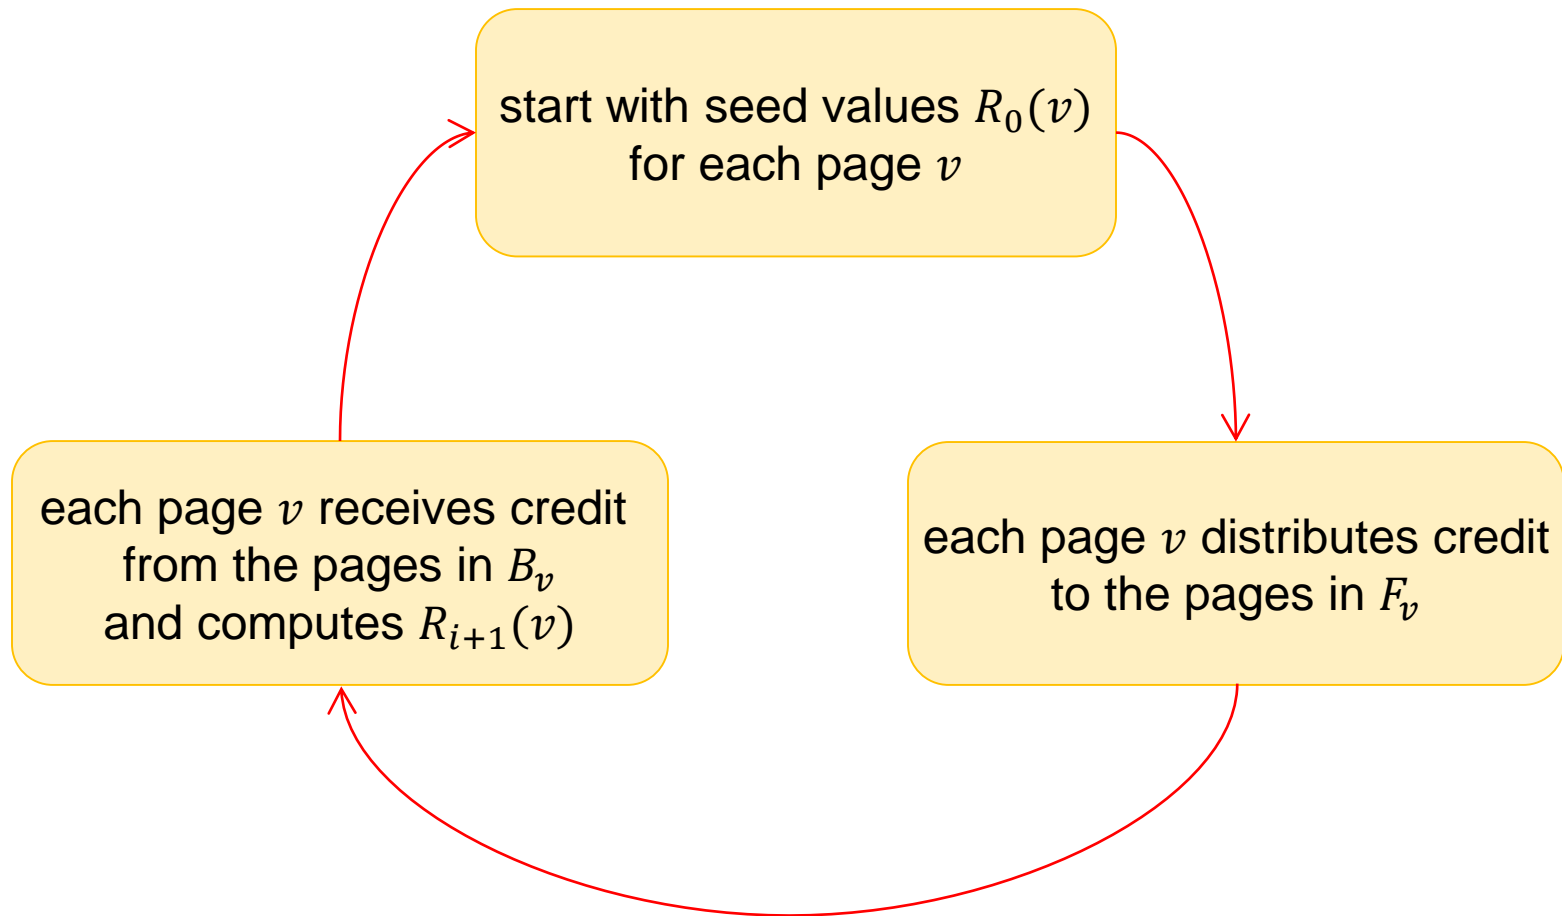 start with seed values R₀(v)
for each page v
each page v receives credit
from the pages in Bᵥ
and computes Rᵢ₊₁(v)
each page v distributes credit
to the pages in Fᵥ